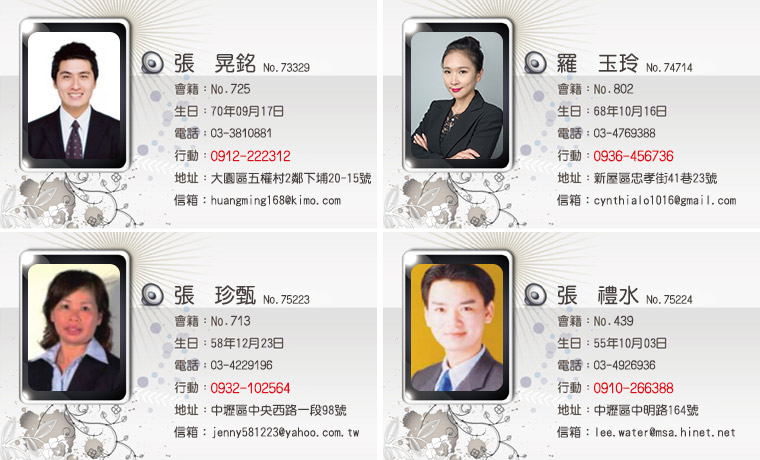 張 晃銘 No.73329
會籍：No.725
生日：70年09月17日
電話：03-3810881
行動：0912-222312
地址：大園區五權村2鄰下埔20-15號
信箱：huangming168@kimo.com
羅 玉玲 No.74714
會籍：No.802
生日：68年10月16日
電話：03-4769388
行動：0936-456736
地址：新屋區忠孝街41巷23號
信箱：cynthialo1016@gmail.com
張 珍甄 No.75223
會籍：No.713
生日：58年12月23日
電話：03-4229196
行動：0932-102564
地址：中壢區中央西路一段98號
信箱：jenny581223@yahoo.com.tw
張 禮水 No.75224
會籍：No.439
生日：55年10月03日
電話：03-4926936
行動：0910-266388
地址：中壢區中明路164號
信箱：lee.water@msa.hinet.net